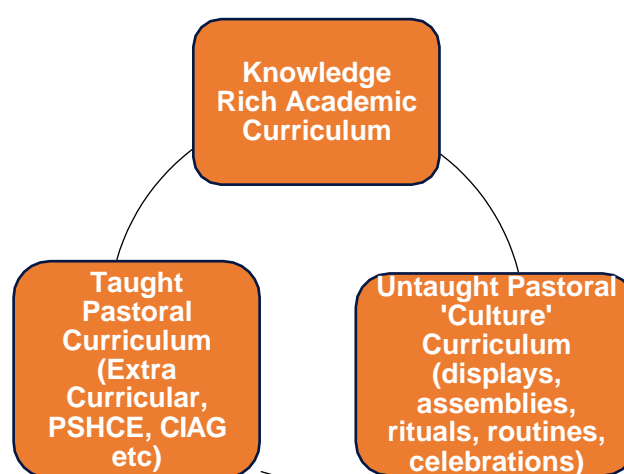 Knowledge
Rich Academic
Curriculum
Taught
Pastoral
Curriculum
(Extra
Curricular,
PSHCE, CIAG
etc)
Untaught Pastoral
'Culture'
Curriculum
(displays,
assemblies,
rituals, routines,
celebrations)